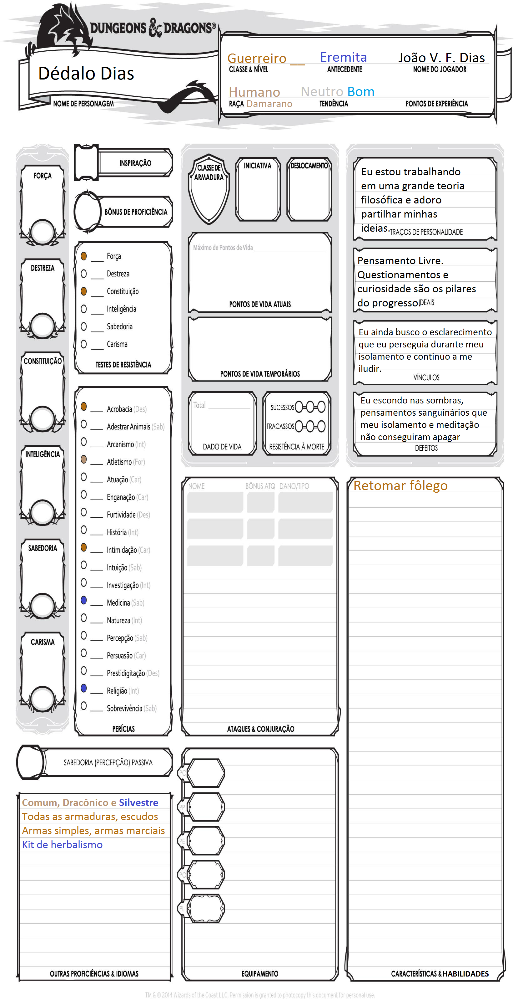 DUNGEONS & DRAGONS®
Dédalo Dias
NOME DE PERSONAGEM
Guerreiro __ Eremita João V. F. Dias
CLASSE & NÍVEL ANTECEDENTE NOME DO JOGADOR
Humano Neutro Bom
RAÇA Damarano TENDÊNCIA PONTOS DE EXPERIÊNCIA
FORÇA
DESTREZA
CONSTITUIÇÃO
INTELIGÊNCIA
SABEDORIA
CARISMA
INSPIRAÇÃO
BÔNUS DE PROFICIÊNCIA
Força
Destreza
Constituição
Inteligência
Sabedoria
Carisma
TESTES DE RESISTÊNCIA
Acrobacia (Des)
Adestrar Animais (Sab)
Arcanismo (Int)
Atletismo (For)
Atuação (Car)
Enganação (Car)
Furtividade (Des)
História (Int)
Intimidação (Car)
Intuição (Sab)
Investigação (Int)
Medicina (Sab)
Natureza (Int)
Percepção (Sab)
Persuasão (Car)
Prestidigitação (Des)
Religião (Int)
Sobrevivência (Sab)
PERÍCIAS
SABEDORIA (PERCEPÇÃO) PASSIVA
Comum, Dracônico e Silvestre
Todas as armaduras, escudos
Armas simples, armas marciais
Kit de herbalismo
OUTRAS PROFICIÊNCIAS & IDIOMAS
CLASSE DE
ARMADURA
INICIATIVA
DESLOCAMENTO
Máximo de Pontos de Vida
PONTOS DE VIDA ATUAIS
PONTOS DE VIDA TEMPORÁRIOS
Total
DADO DE VIDA
SUCESSOS
FRACASSOS
RESISTÊNCIA À MORTE
NOME BÔNUS ATQ DANO/TIPO
ATAQUES & CONJURAÇÃO
PC
PP
PE
PO
PL
EQUIPAMENTO
Eu estou trabalhando
em uma grande teoria
filosófica e adoro
partilhar minhas
ideias.
TRAÇOS DE PERSONALIDADE
Pensamento Livre.
Questionamentos e
curiosidade são os pilares
do progresso.
IDEAIS
Eu ainda busco o esclarecimento
que eu perseguia durante meu
isolamento e continuo a me
iludir.
VÍNCULOS
Eu escondo nas sombras,
pensamentos sanguinários que
meu isolamento e meditação
não conseguiram apagar
DEFEITOS
Retomar fôlego
CARACTERÍSTICAS & HABILIDADES
TM & © 2014 Wizards of the Coast LLC. Permission is granted to photocopy this document for personal use.